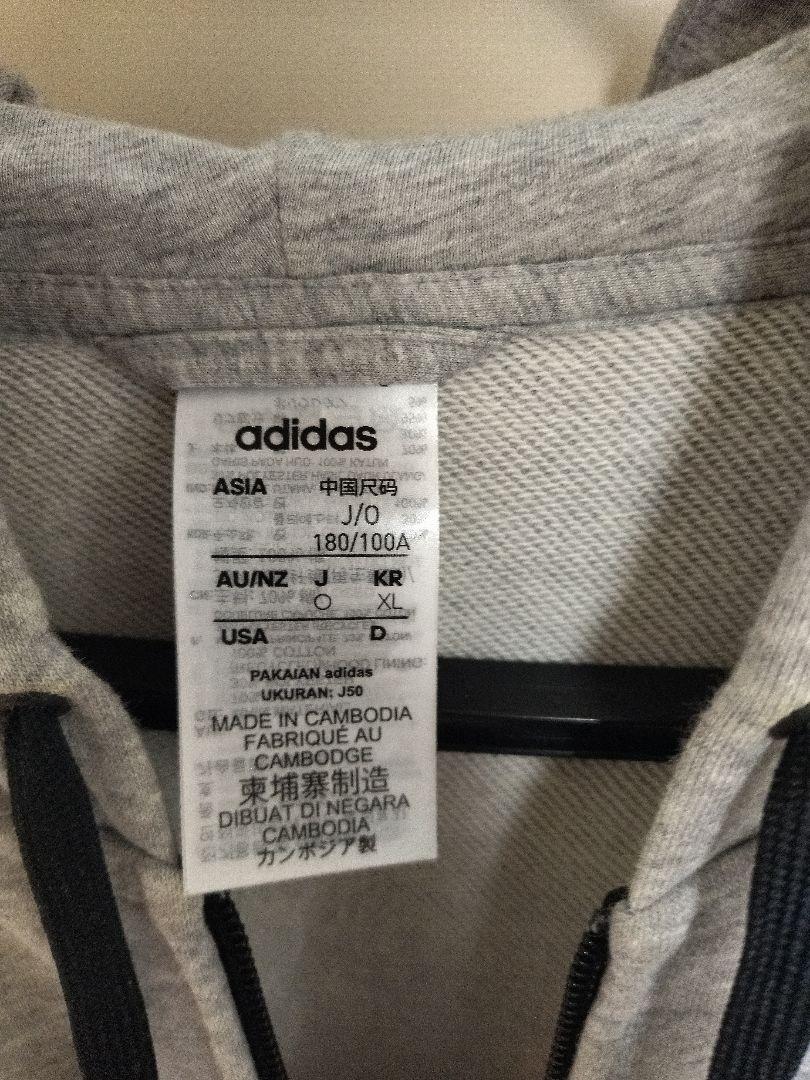 adidas
ASIA 中国尺码
J/O
180/100A
AU/NZ J KR
O XL
USA D
PAKAIAN adidas
UKURAN: J50
MADE IN CAMBODIA
FABRIQUÉ AU
CAMBODGE
柬埔寨制造
DIBUAT DI NEGARA
CAMBODIA
カンボジア製